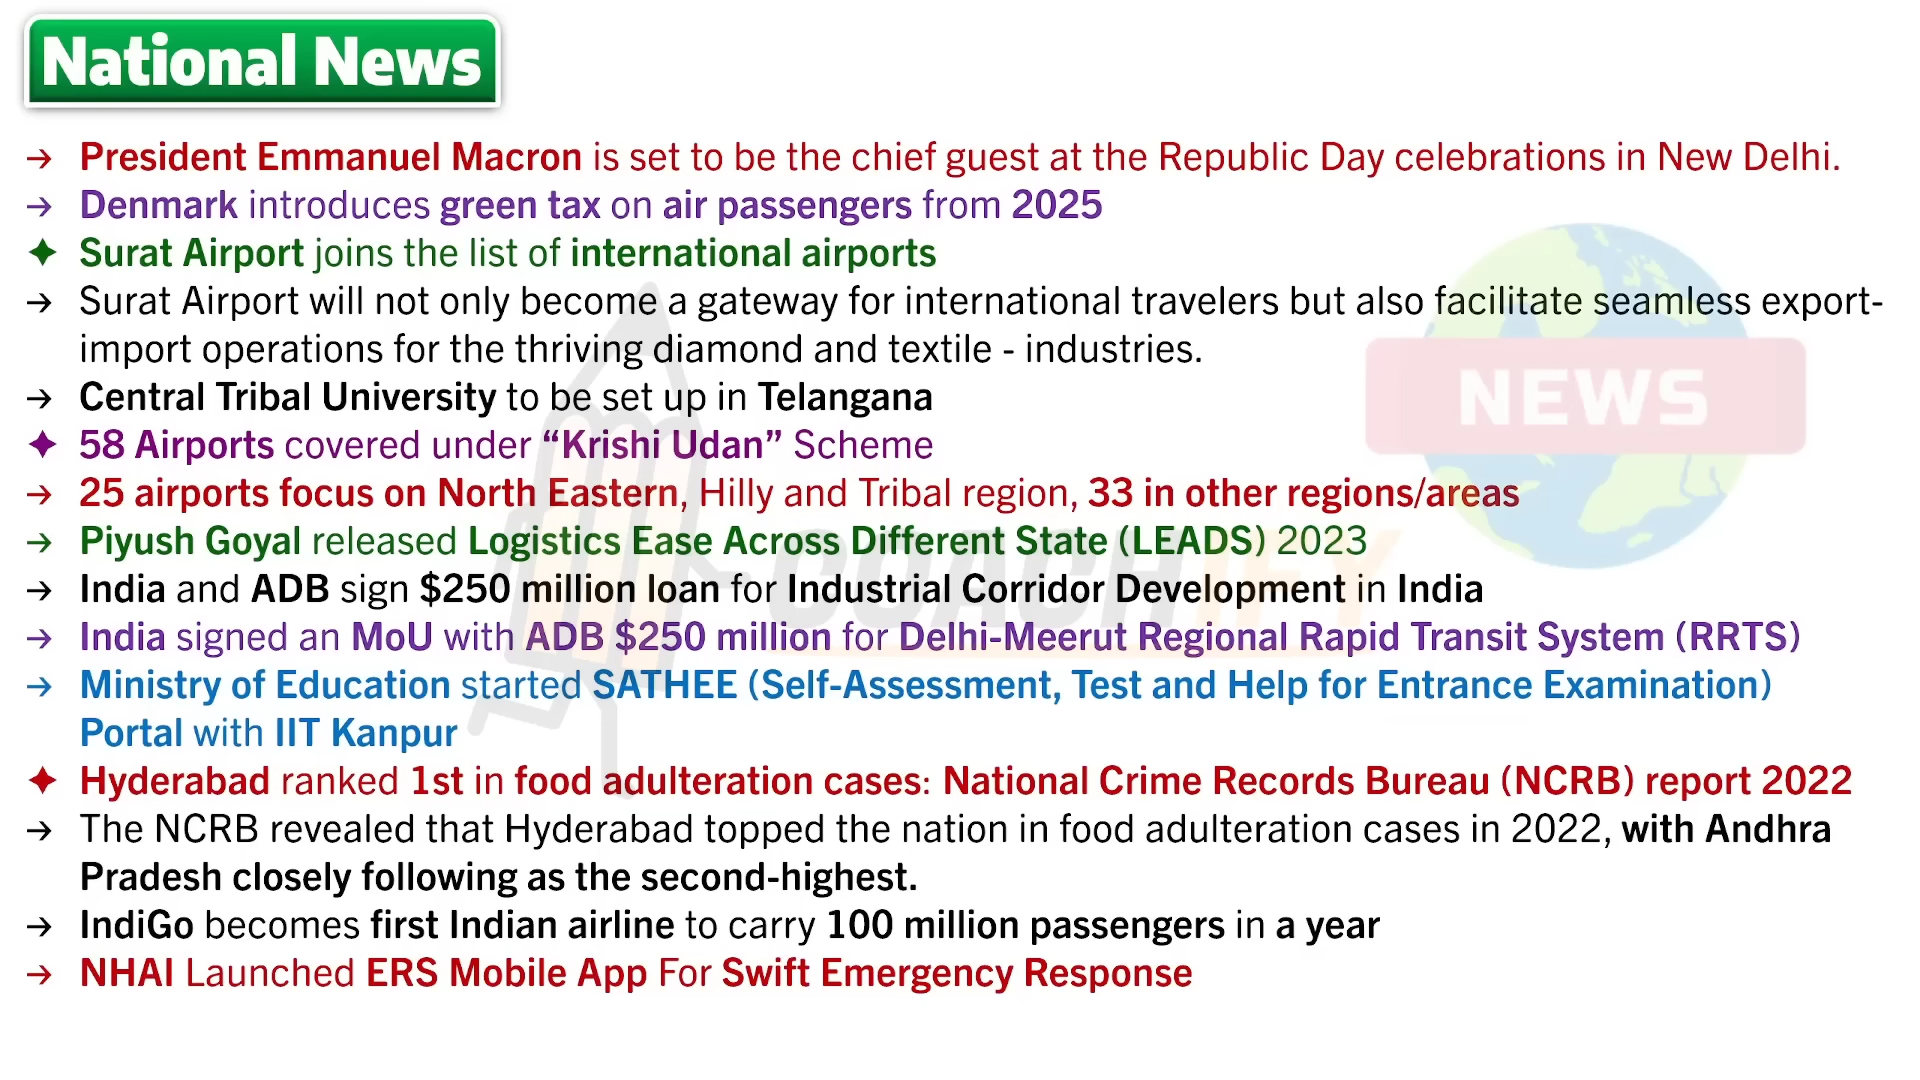 National News
→ President Emmanuel Macron is set to be the chief guest at the Republic Day celebrations in New Delhi.
→ Denmark introduces green tax on air passengers from 2025
✦ Surat Airport joins the list of international airports
→ Surat Airport will not only become a gateway for international travelers but also facilitate seamless export-
import operations for the thriving diamond and textile - industries.
NEWS
→ Central Tribal University to be set up in Telangana
✦ 58 Airports covered under “Krishi Udan” Scheme
→ 25 airports focus on North Eastern, Hilly and Tribal region, 33 in other regions/areas
→ Piyush Goyal released Logistics Ease Across Different State (LEADS) 2023
→ India and ADB sign $250 million loan for Industrial Corridor Development in India
COACHIFY
→ India signed an MoU with ADB $250 million for Delhi-Meerut Regional Rapid Transit System (RRTS)
→ Ministry of Education started SATHEE (Self-Assessment, Test and Help for Entrance Examination)
Portal with IIT Kanpur
✦ Hyderabad ranked 1st in food adulteration cases: National Crime Records Bureau (NCRB) report 2022
→ The NCRB revealed that Hyderabad topped the nation in food adulteration cases in 2022, with Andhra
Pradesh closely following as the second-highest.
→ IndiGo becomes first Indian airline to carry 100 million passengers in a year
→ NHAI Launched ERS Mobile App For Swift Emergency Response